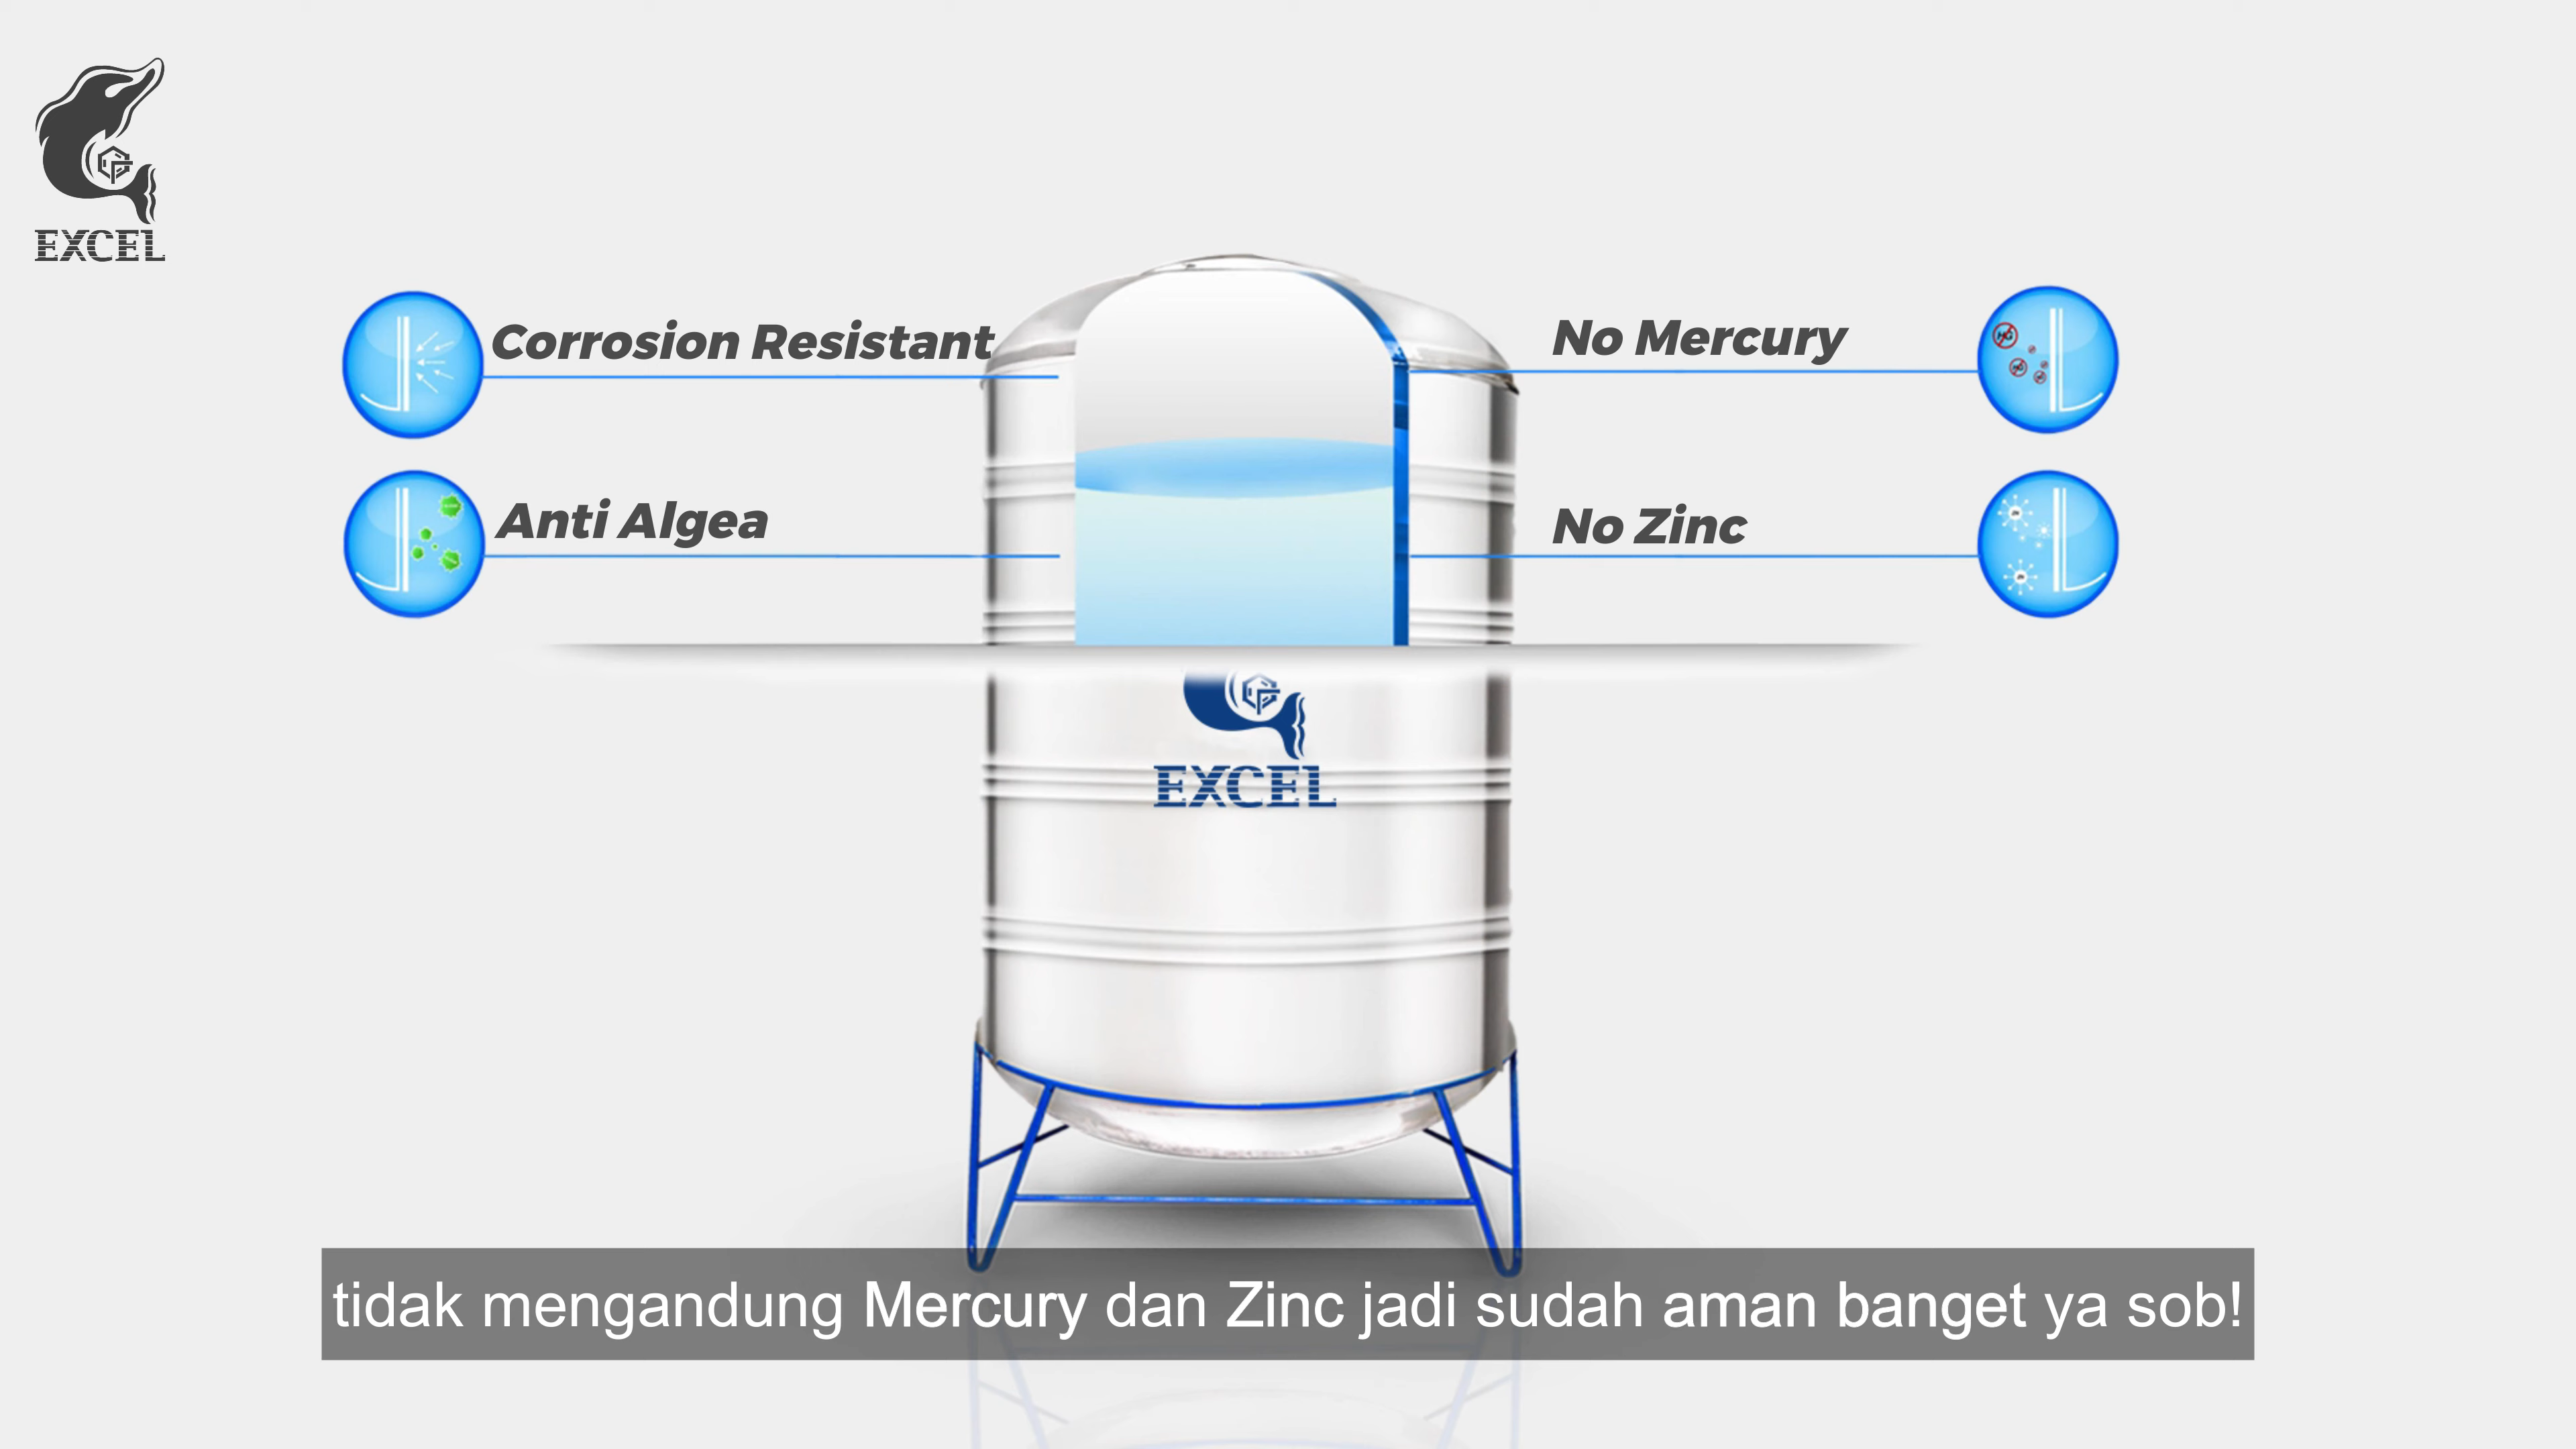 EXCEL
Corrosion Resistant
No Mercury
Anti Algea
No Zinc
EXCEL
tidak mengandung Mercury dan Zinc jadi sudah aman banget ya sob!